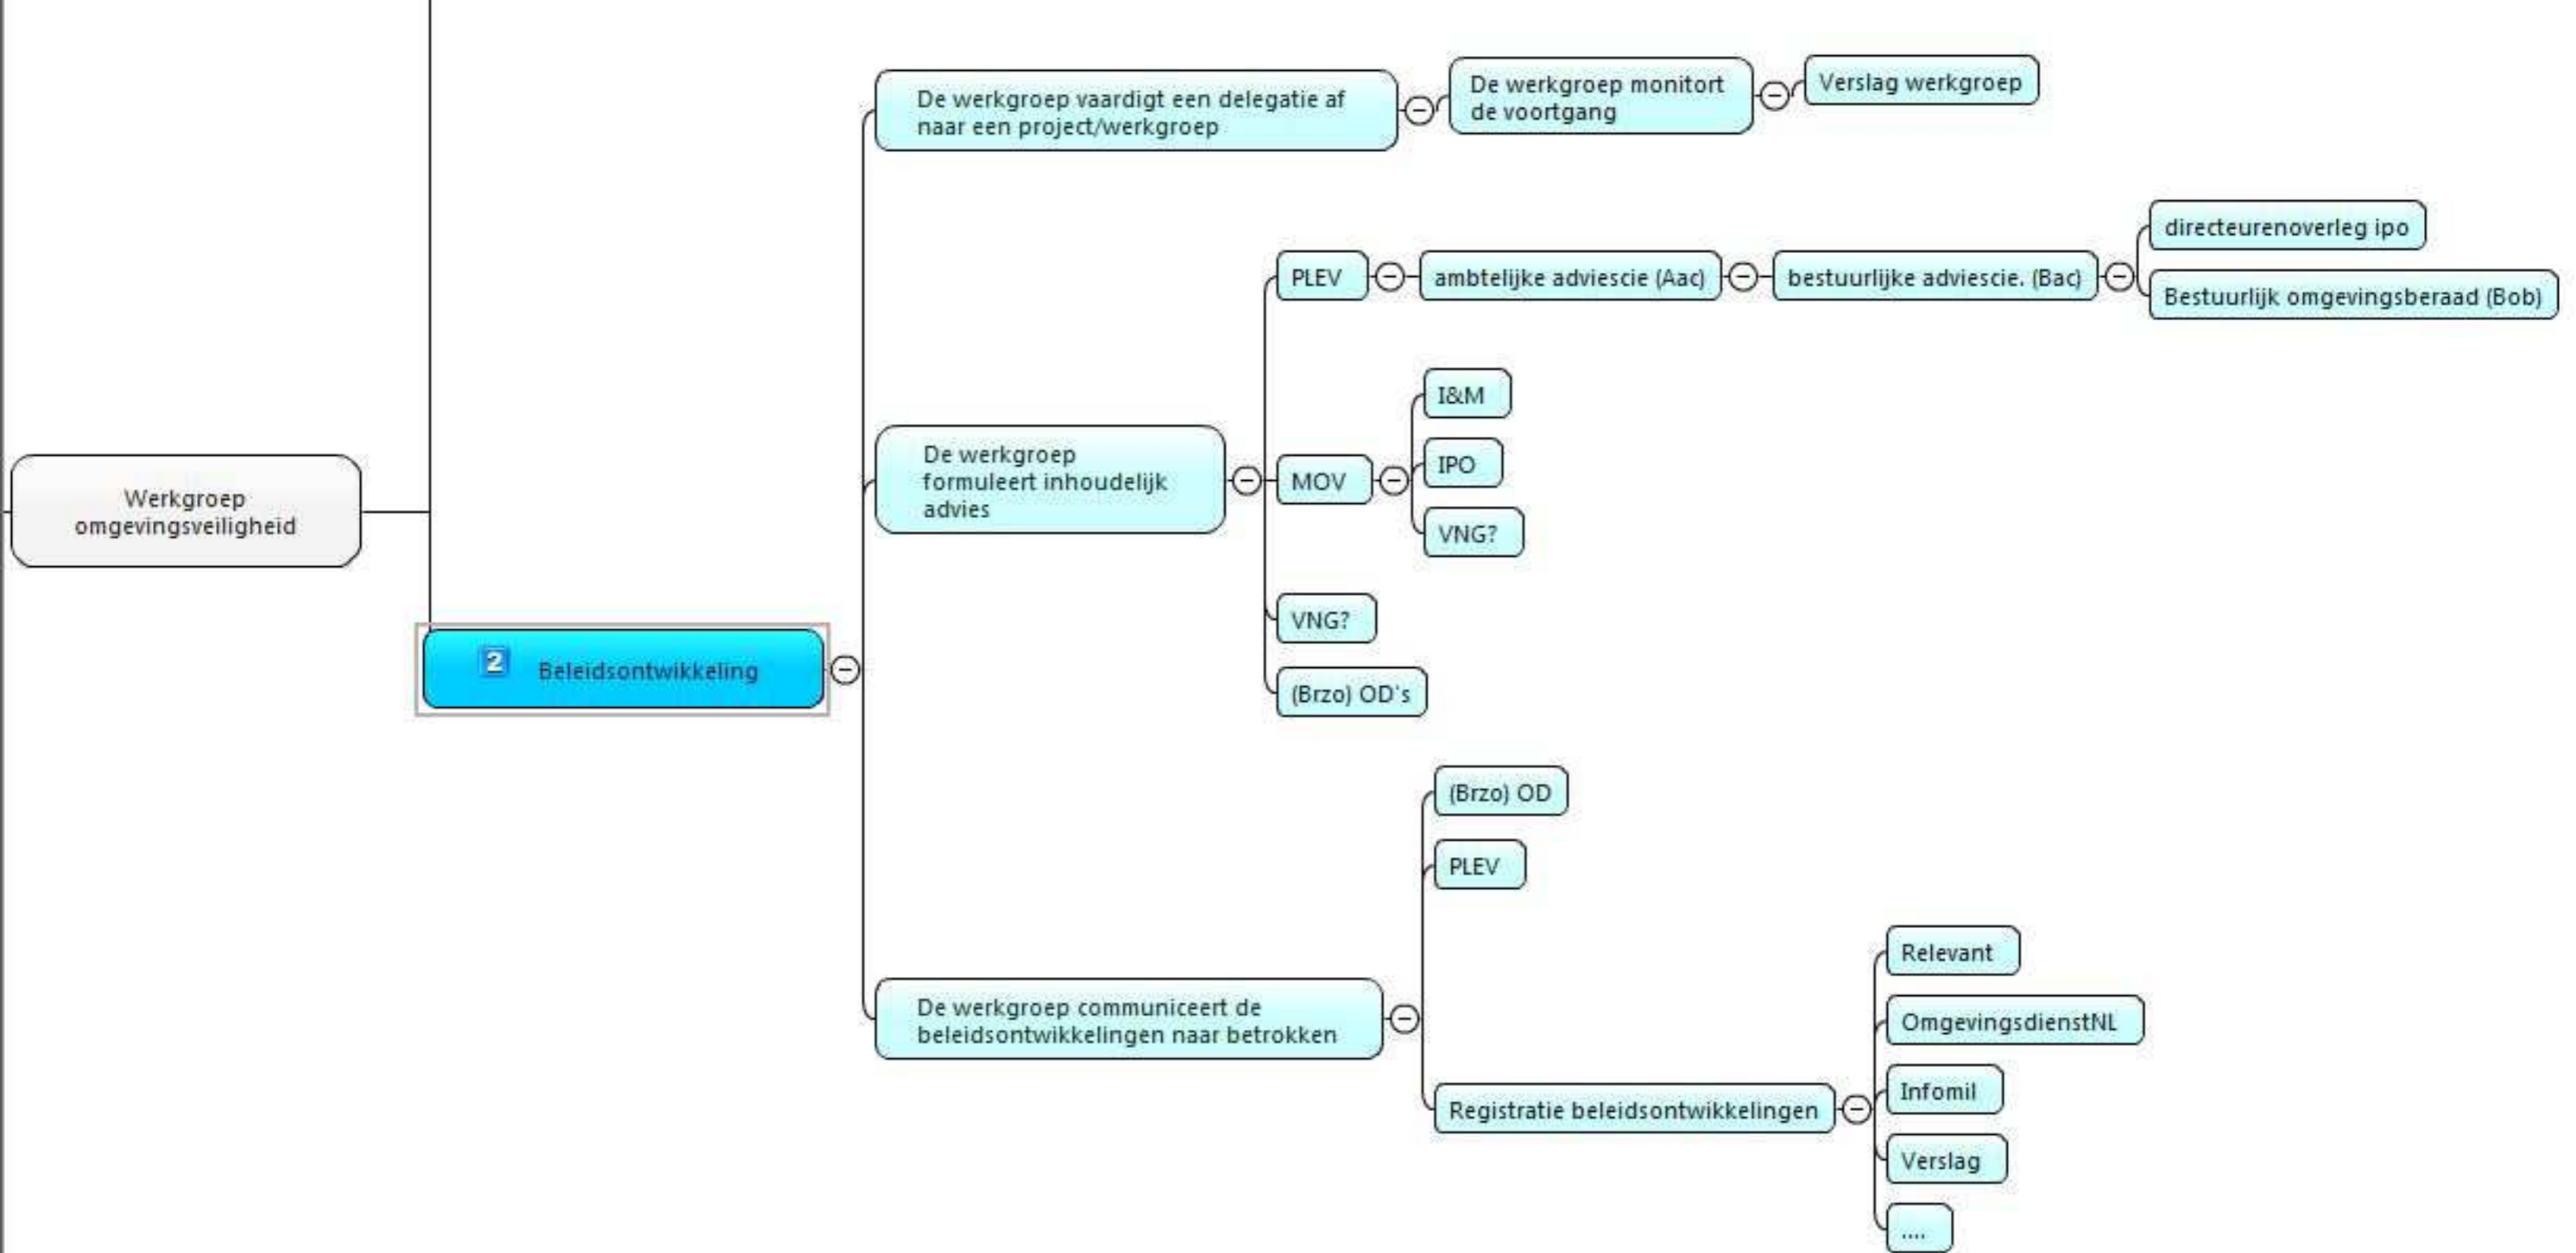 Werkgroep
omgevingsveiligheid
2 Beleidsontwikkeling
De werkgroep vaardigt een delegatie af
naar een project/werkgroep
De werkgroep monitort
de voortgang
Verslag werkgroep
De werkgroep
formuleert inhoudelijk
advies
PLEV
ambtelijke adviescie (Aac)
bestuurlijke adviescie. (Bac)
directeurenoverleg ipo
Bestuurlijk omgevingsberaad (Bob)
MOV
I&M
IPO
VNG?
VNG?
(Brzo) OD's
De werkgroep communiceert de
beleidsontwikkelingen naar betrokken
(Brzo) OD
PLEV
Registratie beleidsontwikkelingen
Relevant
OmgevingsdienstNL
Infomil
Verslag
....